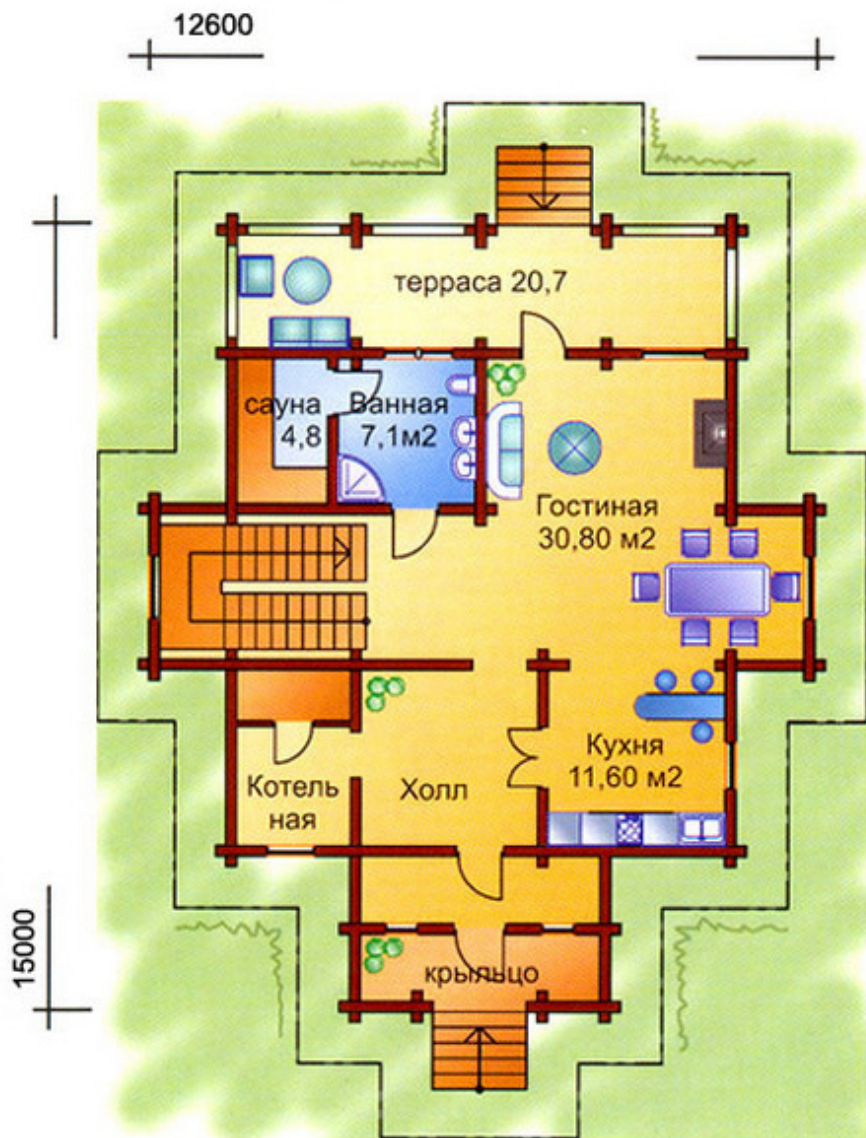 12600
терраса 20,7
сауна
4,8
Ванная
7,1м2
Гостиная
30,80 м2
Кухня
11,60 м2
Котель
ная
Холл
15000
крыльцо